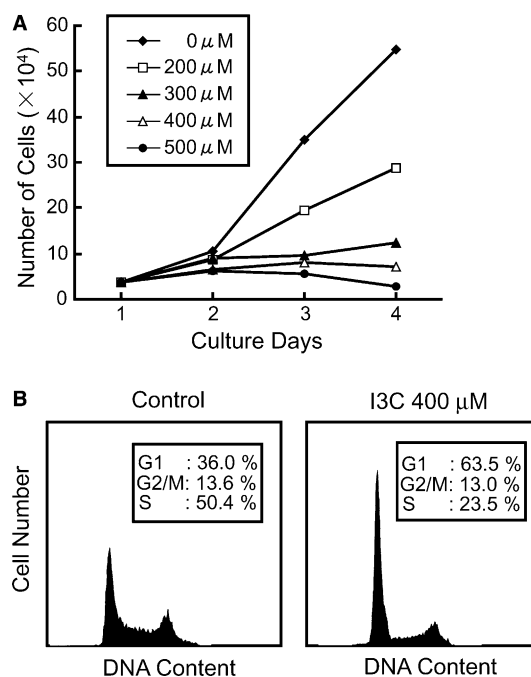 A
60
50
40
30
20
10
0
Number of Cells (×10⁴)
0 μM
200 μM
300 μM
400 μM
500 μM
1 2 3 4
Culture Days
B
Control
I3C 400 μM
Cell Number
G1 : 36.0 %
G2/M: 13.6 %
S : 50.4 %
G1 : 63.5 %
G2/M: 13.0 %
S : 23.5 %
DNA Content
DNA Content